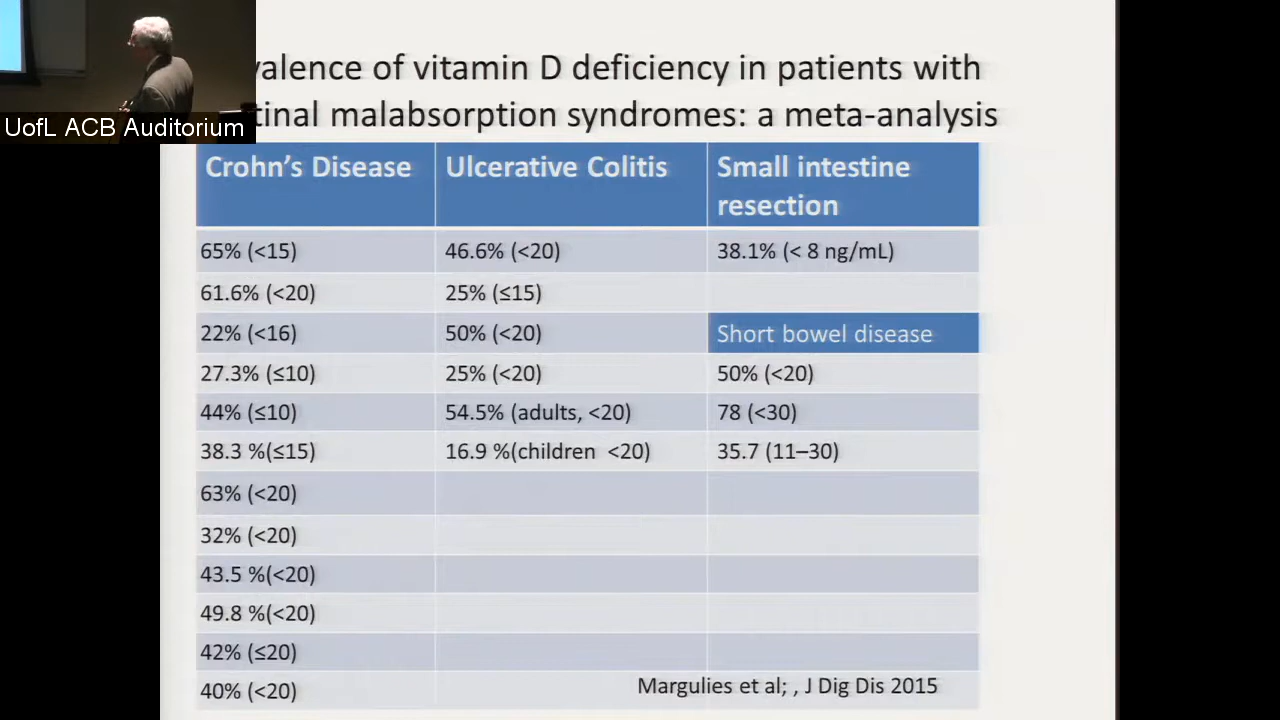 UofL ACB Auditorium
valence of vitamin D deficiency in patients with
tinal malabsorption syndromes: a meta-analysis
Crohn’s Disease Ulcerative Colitis Small intestine
resection
65% (<15) 46.6% (<20) 38.1% (< 8 ng/mL)
61.6% (<20) 25% (≤15)
22% (<16) 50% (<20) Short bowel disease
27.3% (≤10) 25% (<20) 50% (<20)
44% (≤10) 54.5% (adults, <20) 78 (<30)
38.3 %(≤15) 16.9 %(children <20) 35.7 (11–30)
63% (<20)
32% (<20)
43.5 %(<20)
49.8 %(<20)
42% (≤20)
40% (<20)
Margulies et al; , J Dig Dis 2015